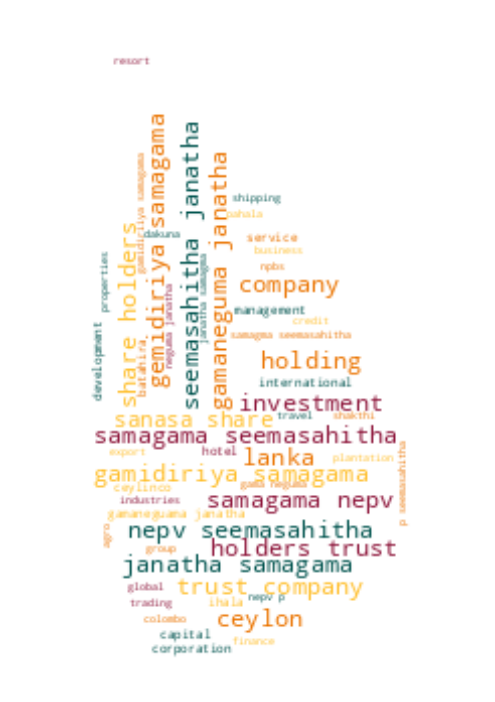 resort
gemidiriya samagama
seemasahitha janatha
gamaneguma janatha
gamidiriya samagama
share holders
shipping
pahala
dakuna
service
business
npbs
properties
janatha samagma
neguma janatha
company
management
credit
development
batahira
samagma seemasahitha
holding
international
investment
sanasa share
travel
shakthi
samagama seemasahitha
export
hotel
lanka
plantation
gamidiriya samagama
p seemasahitha
ceylinco
gama neguma
industries
samagama nepv
gamaneguama janatha
agro
nepv seemasahitha
group
holders trust
janatha samagama
global
trust company
trading
ihala
nepv p
colombo
ceylon
capital
finance
corporation